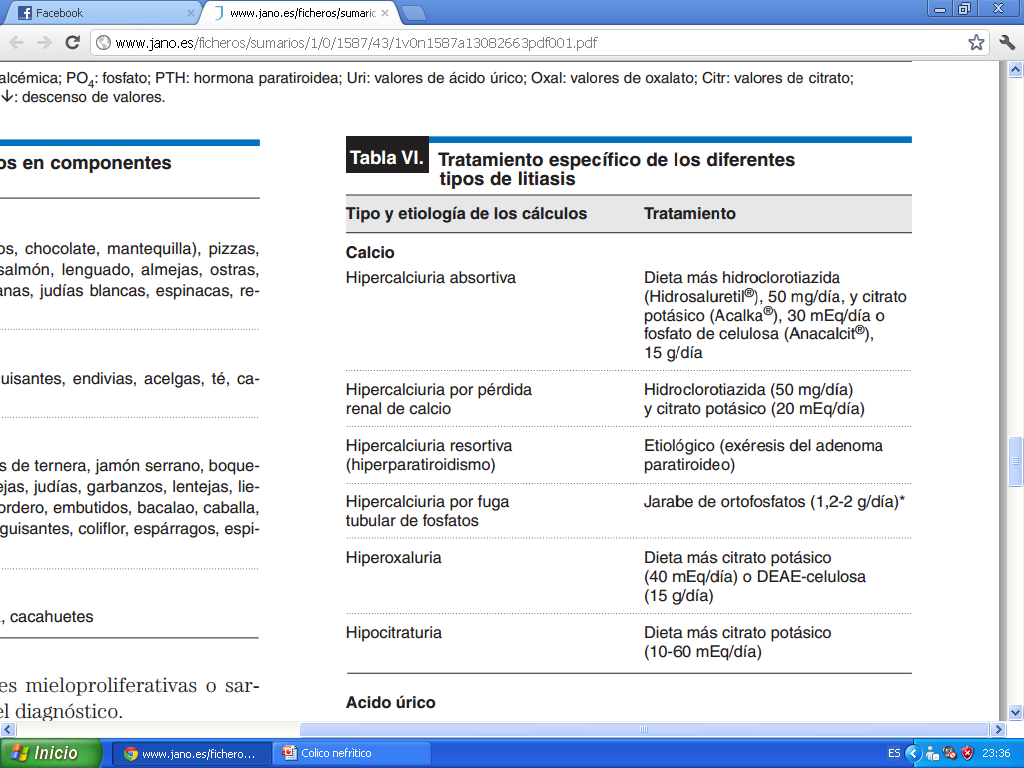 Facebook
www.jano.es/ficheros/sumaric
www.jano.es/ficheros/sumarios/1/0/1587/43/1v0n1587a13082663pdf001.pdf
alcémica; PO4: fosfato; PTH: hormona paratiroidea; Uri: valores de ácido úrico; Oxal: valores de oxalato; Citr: valores de citrato;
↓: descenso de valores.
os en componentes
os, chocolate, mantequilla), pizzas,
salmón, lenguado, almejas, ostras,
anas, judías blancas, espinacas, re-
uisantes, endivias, acelgas, té, ca-
s de ternera, jamón serrano, boque-
ejas, judías, garbanzos, lentejas, lie-
ordero, embutidos, bacalao, caballa,
guisantes, coliflor, espárragos, espi-
, cacahuetes
es mieloproliferativas o sar-
el diagnóstico.
Tabla VI. Tratamiento específico de los diferentes
tipos de litiasis
Tipo y etiología de los cálculos Tratamiento
Calcio
Hipercalciuria absortiva Dieta más hidroclorotiazida
(Hidrosaluretil®), 50 mg/día, y citrato
potásico (Acalka®), 30 mEq/día o
fosfato de celulosa (Anacalcit®),
15 g/día
Hipercalciuria por pérdida Hidroclorotiazida (50 mg/día)
renal de calcio y citrato potásico (20 mEq/día)
Hipercalciuria resortiva Etiológico (exéresis del adenoma
(hiperparatiroidismo) paratiroideo)
Hipercalciuria por fuga Jarabe de ortofosfatos (1,2-2 g/día)*
tubular de fosfatos
Hiperoxaluria Dieta más citrato potásico
(40 mEq/día) o DEAE-celulosa
(15 g/día)
Hipocitraturia Dieta más citrato potásico
(10-60 mEq/día)
Acido úrico
Inicio www.jano.es/fichero... Colico nefrìtico ES 23:36